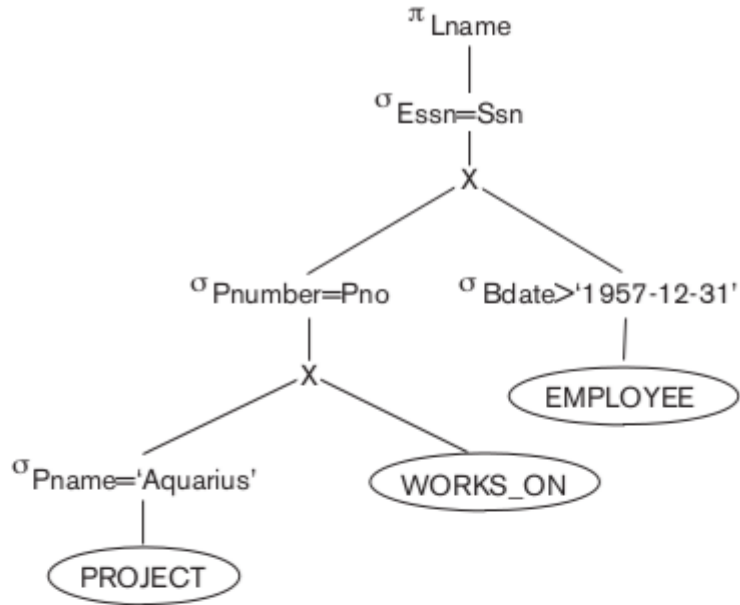 π Lname
σ Essn=Ssn
X
σ Pnumber=Pno
σ Bdate>‘1957-12-31’
X
EMPLOYEE
σ Pname=‘Aquarius’
WORKS_ON
PROJECT